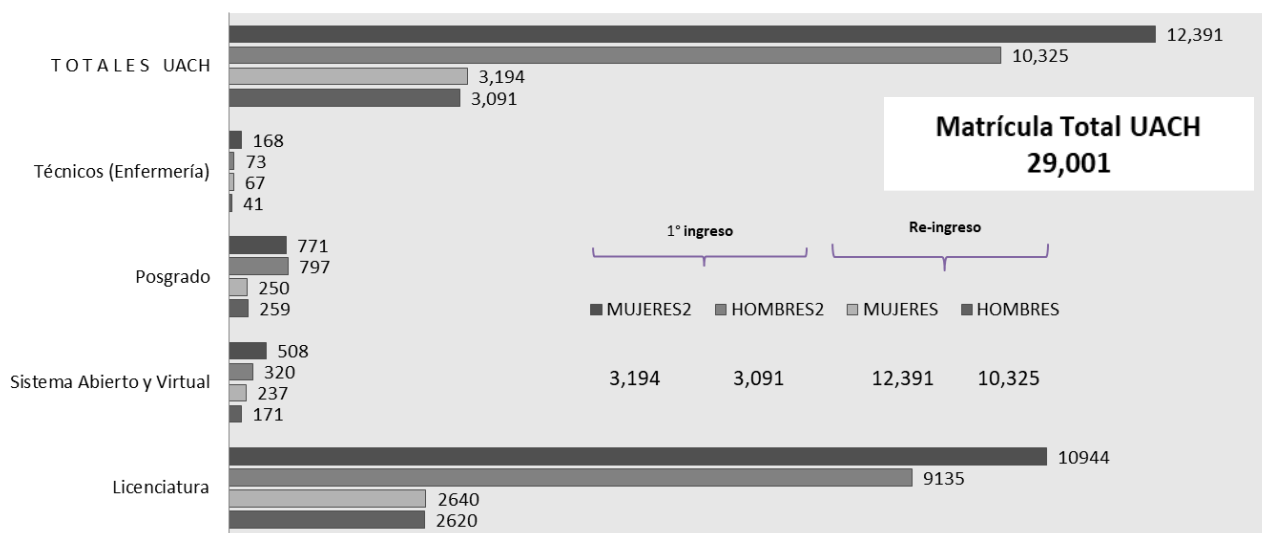 TOTALES UACH
12,391
10,325
3,194
3,091
Matrícula Total UACH
29,001
Técnicos (Enfermería)
168
73
67
41
1° ingreso
Re-ingreso
Posgrado
771
797
250
259
MUJERES2 HOMBRES2 MUJERES HOMBRES
Sistema Abierto y Virtual
508
320
237
171
3,194 3,091 12,391 10,325
Licenciatura
10944
9135
2640
2620